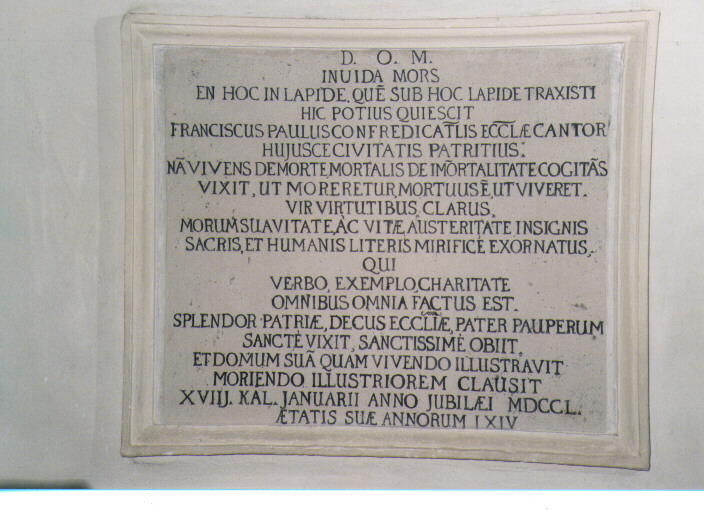 D. O. M.
INUIDA MORS
EN HOC IN LAPIDE, QUĒ SUB HOC LAPIDE TRAXISTI
HIC POTIUS QUIESCIT
FRANCISCUS PAULUS CONFREDI CATLIS ECCLÆ CANTOR
HUJUSCE CIVITATIS PATRITIUS.
NĀ VIVENS DE MORTE, MORTALIS DE IMŌRTALITATE COGITĀS
VIXIT, UT MORERETUR, MORTUUS Ē, UT VIVERET.
VIR VIRTUTIBUS, CLARUS,
MORUM SUAVITATE, AC VITÆ AUSTERITATE INSIGNIS
SACRIS, ET HUMANIS LITERIS MIRIFICE EXORNATUS,
QUI
VERBO, EXEMPLO, CHARITATE
OMNIBUS OMNIA FACTUS EST.
SPLENDOR PATRIÆ, DECUS ECCLIÆ, PATER PAUPERUM
SANCTE VIXIT, SANCTISSIME OBIIT,
ET DOMUM SUĀ QUAM VIVENDO ILLUSTRAVIT
MORIENDO ILLUSTRIOREM CLAUSIT
XVIIJ. KAL. JANUARII ANNO JUBILÆI MDCCL.
ÆTATIS SUÆ ANNORUM LXIV